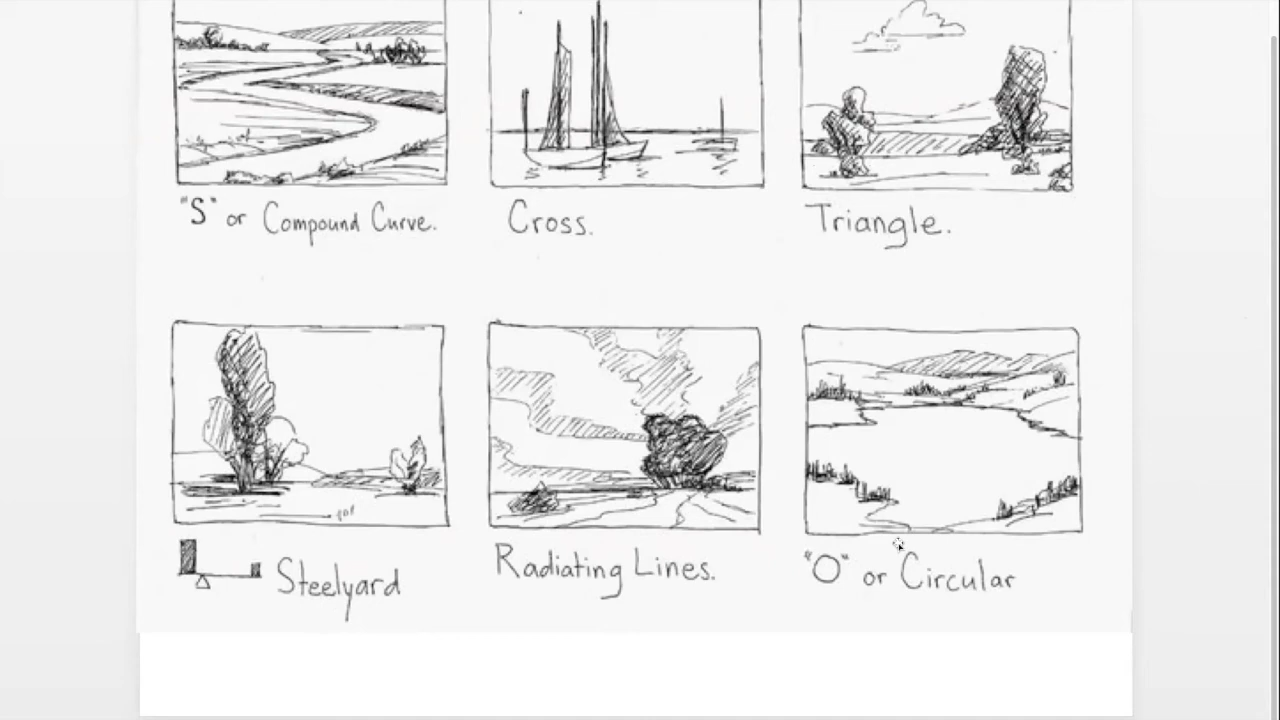 "S" or Compound Curve.
Cross.
Triangle.
Steelyard
Radiating Lines.
"O" or Circular